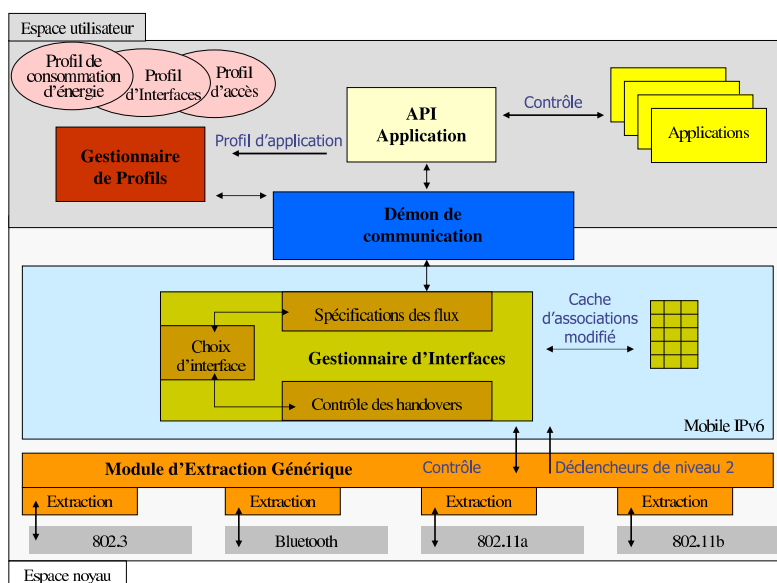 Espace utilisateur
Profil de
consommation
d'énergie
Profil
d'Interfaces
Profil
d'accès
API
Application
Contrôle
Applications
Gestionnaire
de Profils
Profil d'application
Démon de
communication
Spécifications des flux
Choix
d'interface
Gestionnaire d'Interfaces
Contrôle des handovers
Cache
d'associations
modifié
Mobile IPv6
Module d'Extraction Générique
Contrôle
Déclencheurs de niveau 2
Extraction
Extraction
Extraction
Extraction
802.3
Bluetooth
802.11a
802.11b
Espace noyau